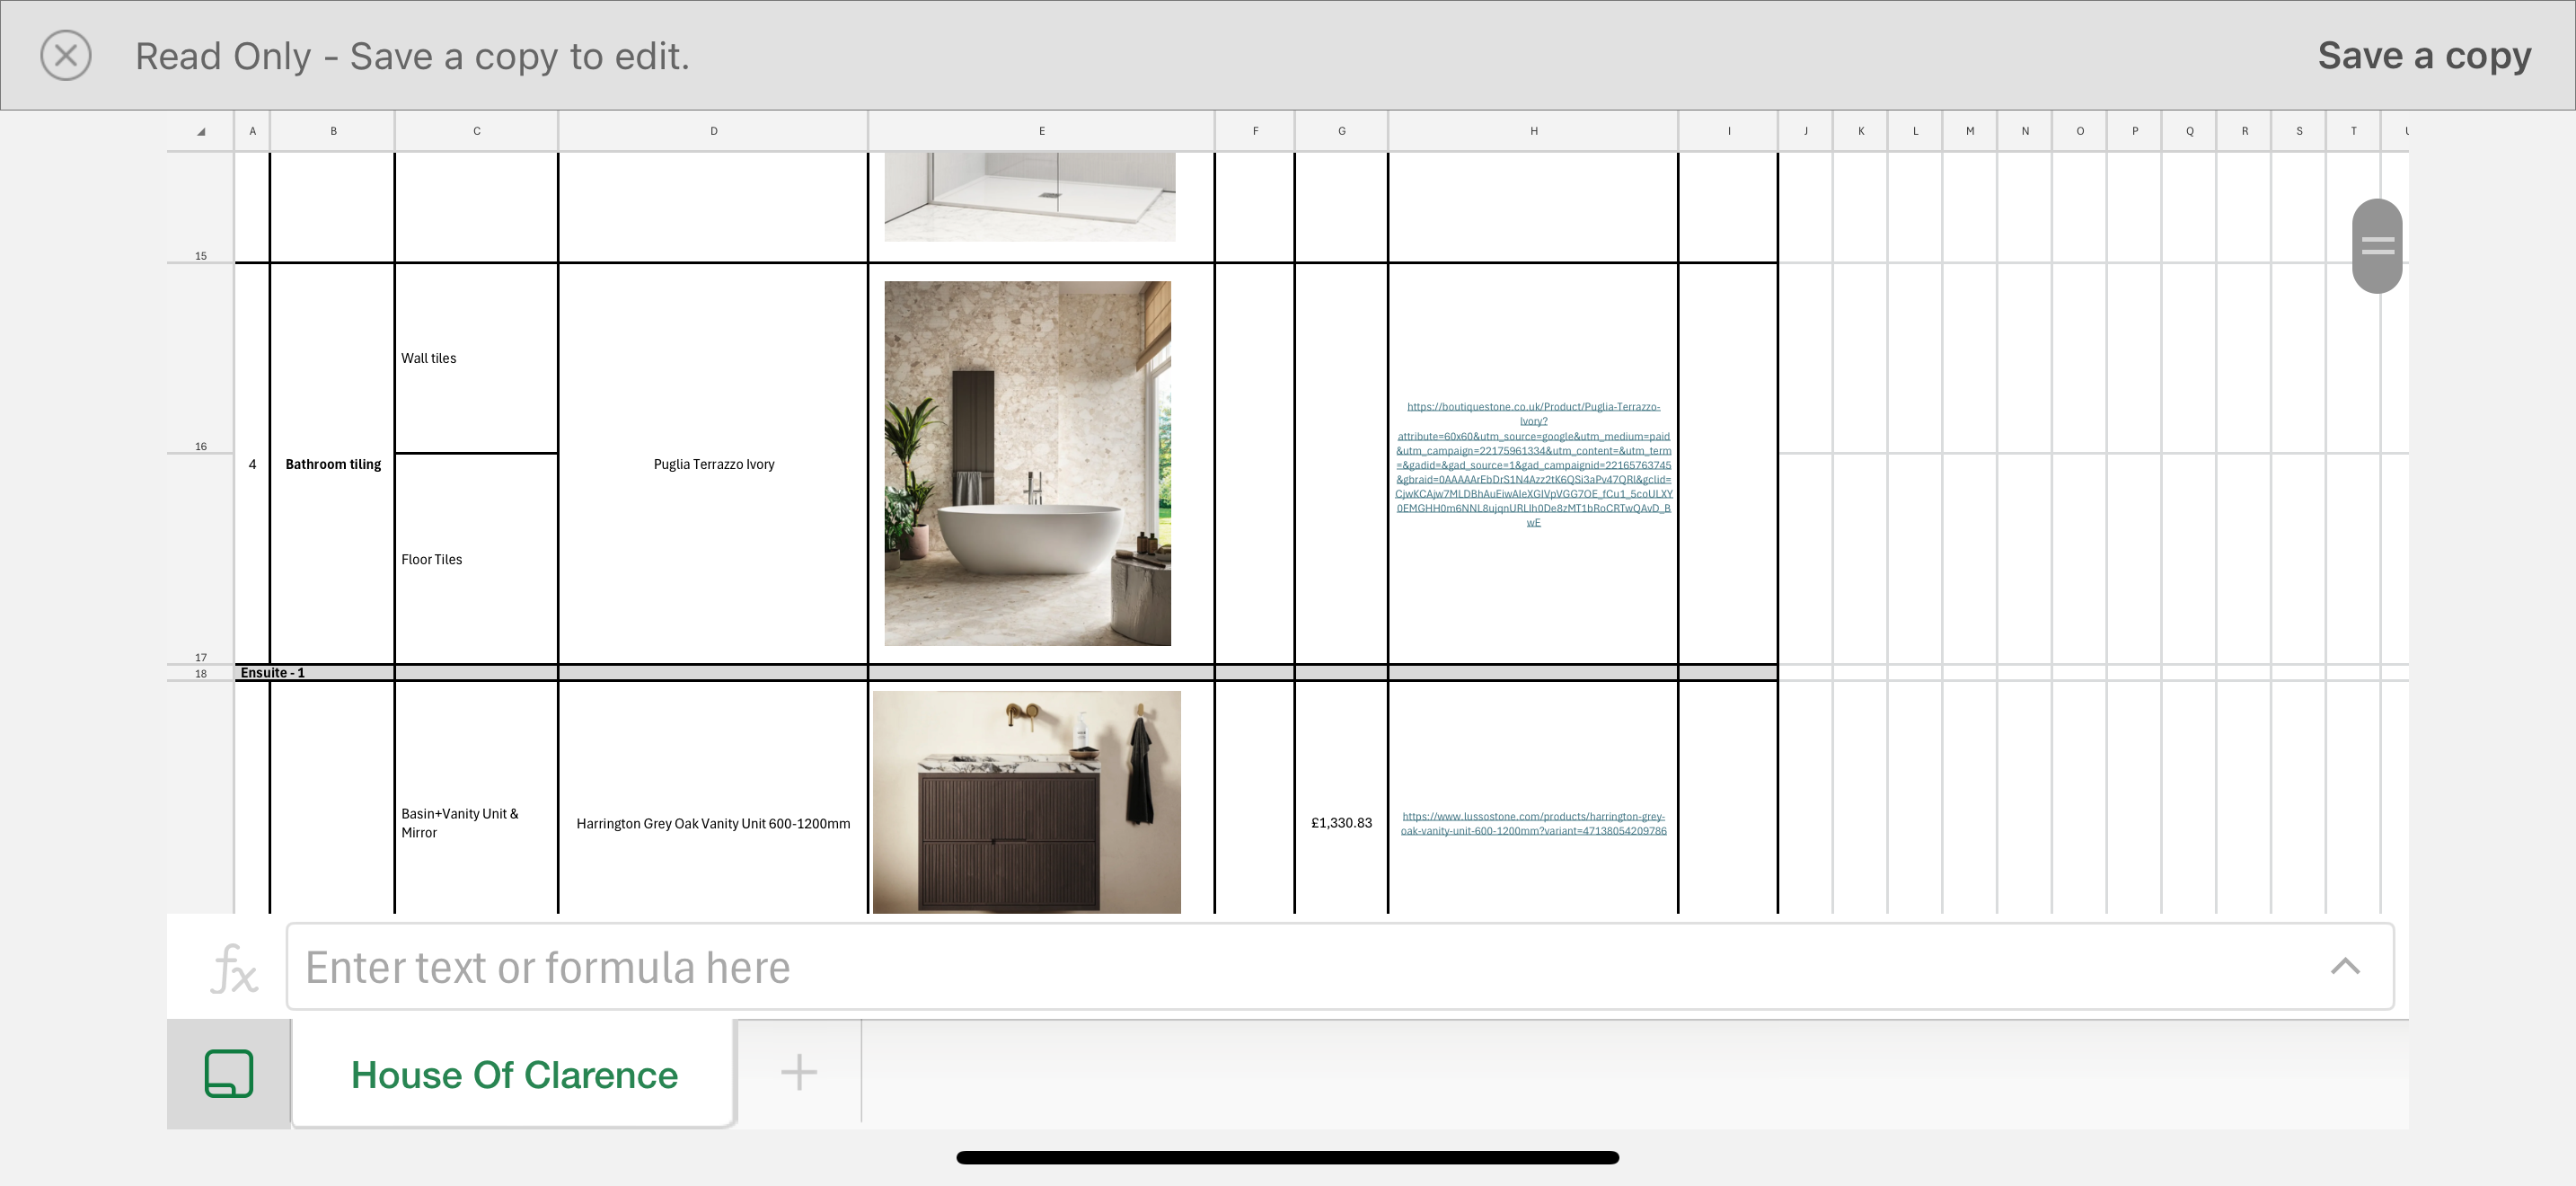 Read Only - Save a copy to edit.
Save a copy
A B C D E F G H I J K L M N O P Q R S T
15
Wall tiles
16
4
Bathroom tiling
Puglia Terrazzo Ivory
https://boutiquestone.co.uk/Product/Puglia-Terrazzo-
Ivory?
attribute=60x60&utm_source=google&utm_medium=paid
&utm_campaign=22175961334&utm_content=&utm_term
=&gadid=&gad_source=1&gad_campaignid=22165763745
Floor Tiles
17
18
Ensuite - 1
Basin+Vanity Unit &
Mirror
Harrington Grey Oak Vanity Unit 600-1200mm
£1,330.83
https://www.lussostone.com/products/harrington-grey-
oak-vanity-unit-600-1200mm?variant=47138054209786
fx
Enter text or formula here
House Of Clarence